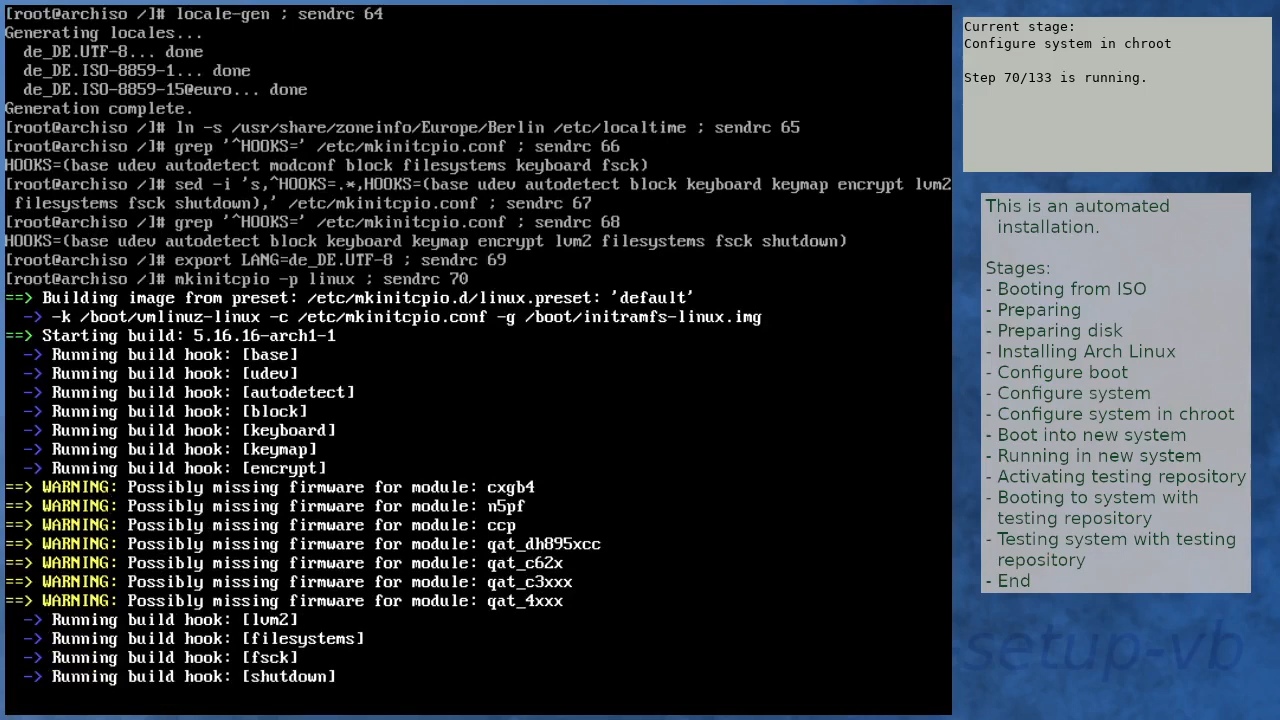 [root@archiso /]# locale-gen ; sendrc 64
Generating locales...
  de_DE.UTF-8... done
  de_DE.ISO-8859-1... done
  de_DE.ISO-8859-15@euro... done
Generation complete.
[root@archiso /]# ln -s /usr/share/zoneinfo/Europe/Berlin /etc/localtime ; sendrc 65
[root@archiso /]# grep '^HOOKS=' /etc/mkinitcpio.conf ; sendrc 66
HOOKS=(base udev autodetect modconf block filesystems keyboard fsck)
[root@archiso /]# sed -i 's,^HOOKS=.*,HOOKS=(base udev autodetect block keyboard keymap encrypt lvm2
 filesystems fsck shutdown),' /etc/mkinitcpio.conf ; sendrc 67
[root@archiso /]# grep '^HOOKS=' /etc/mkinitcpio.conf ; sendrc 68
HOOKS=(base udev autodetect block keyboard keymap encrypt lvm2 filesystems fsck shutdown)
[root@archiso /]# export LANG=de_DE.UTF-8 ; sendrc 69
[root@archiso /]# mkinitcpio -p linux ; sendrc 70
==> Building image from preset: /etc/mkinitcpio.d/linux.preset: 'default'
  -> -k /boot/vmlinuz-linux -c /etc/mkinitcpio.conf -g /boot/initramfs-linux.img
==> Starting build: 5.16.16-arch1-1
  -> Running build hook: [base]
  -> Running build hook: [udev]
  -> Running build hook: [autodetect]
  -> Running build hook: [block]
  -> Running build hook: [keyboard]
  -> Running build hook: [keymap]
  -> Running build hook: [encrypt]
==> WARNING: Possibly missing firmware for module: cxgb4
==> WARNING: Possibly missing firmware for module: n5pf
==> WARNING: Possibly missing firmware for module: ccp
==> WARNING: Possibly missing firmware for module: qat_dh895xcc
==> WARNING: Possibly missing firmware for module: qat_c62x
==> WARNING: Possibly missing firmware for module: qat_c3xxx
==> WARNING: Possibly missing firmware for module: qat_4xxx
  -> Running build hook: [lvm2]
  -> Running build hook: [filesystems]
  -> Running build hook: [fsck]
  -> Running build hook: [shutdown]
Current stage:
Configure system in chroot
Step 70/133 is running.
This is an automated
installation.
Stages:
- Booting from ISO
- Preparing
- Preparing disk
- Installing Arch Linux
- Configure boot
- Configure system
- Configure system in chroot
- Boot into new system
- Running in new system
- Activating testing repository
- Booting to system with
testing repository
- Testing system with testing
repository
- End
-setup-vb